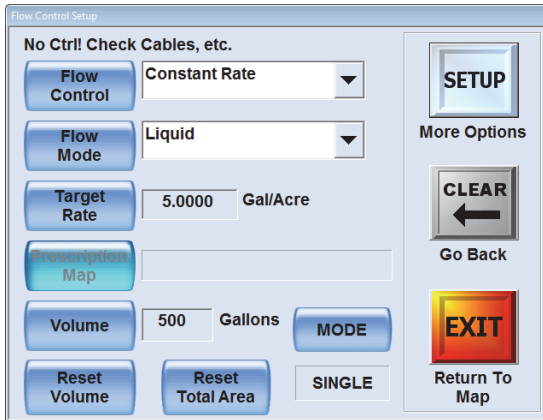 Flow Control Setup
No Ctrl! Check Cables, etc.
Flow
Control
Constant Rate
Flow
Mode
Liquid
Target
Rate
5.0000
Gal/Acre
Prescription
Map
Volume
500
Gallons
MODE
Reset
Volume
Reset
Total Area
SINGLE
SETUP
More Options
CLEAR
Go Back
EXIT
Return To
Map